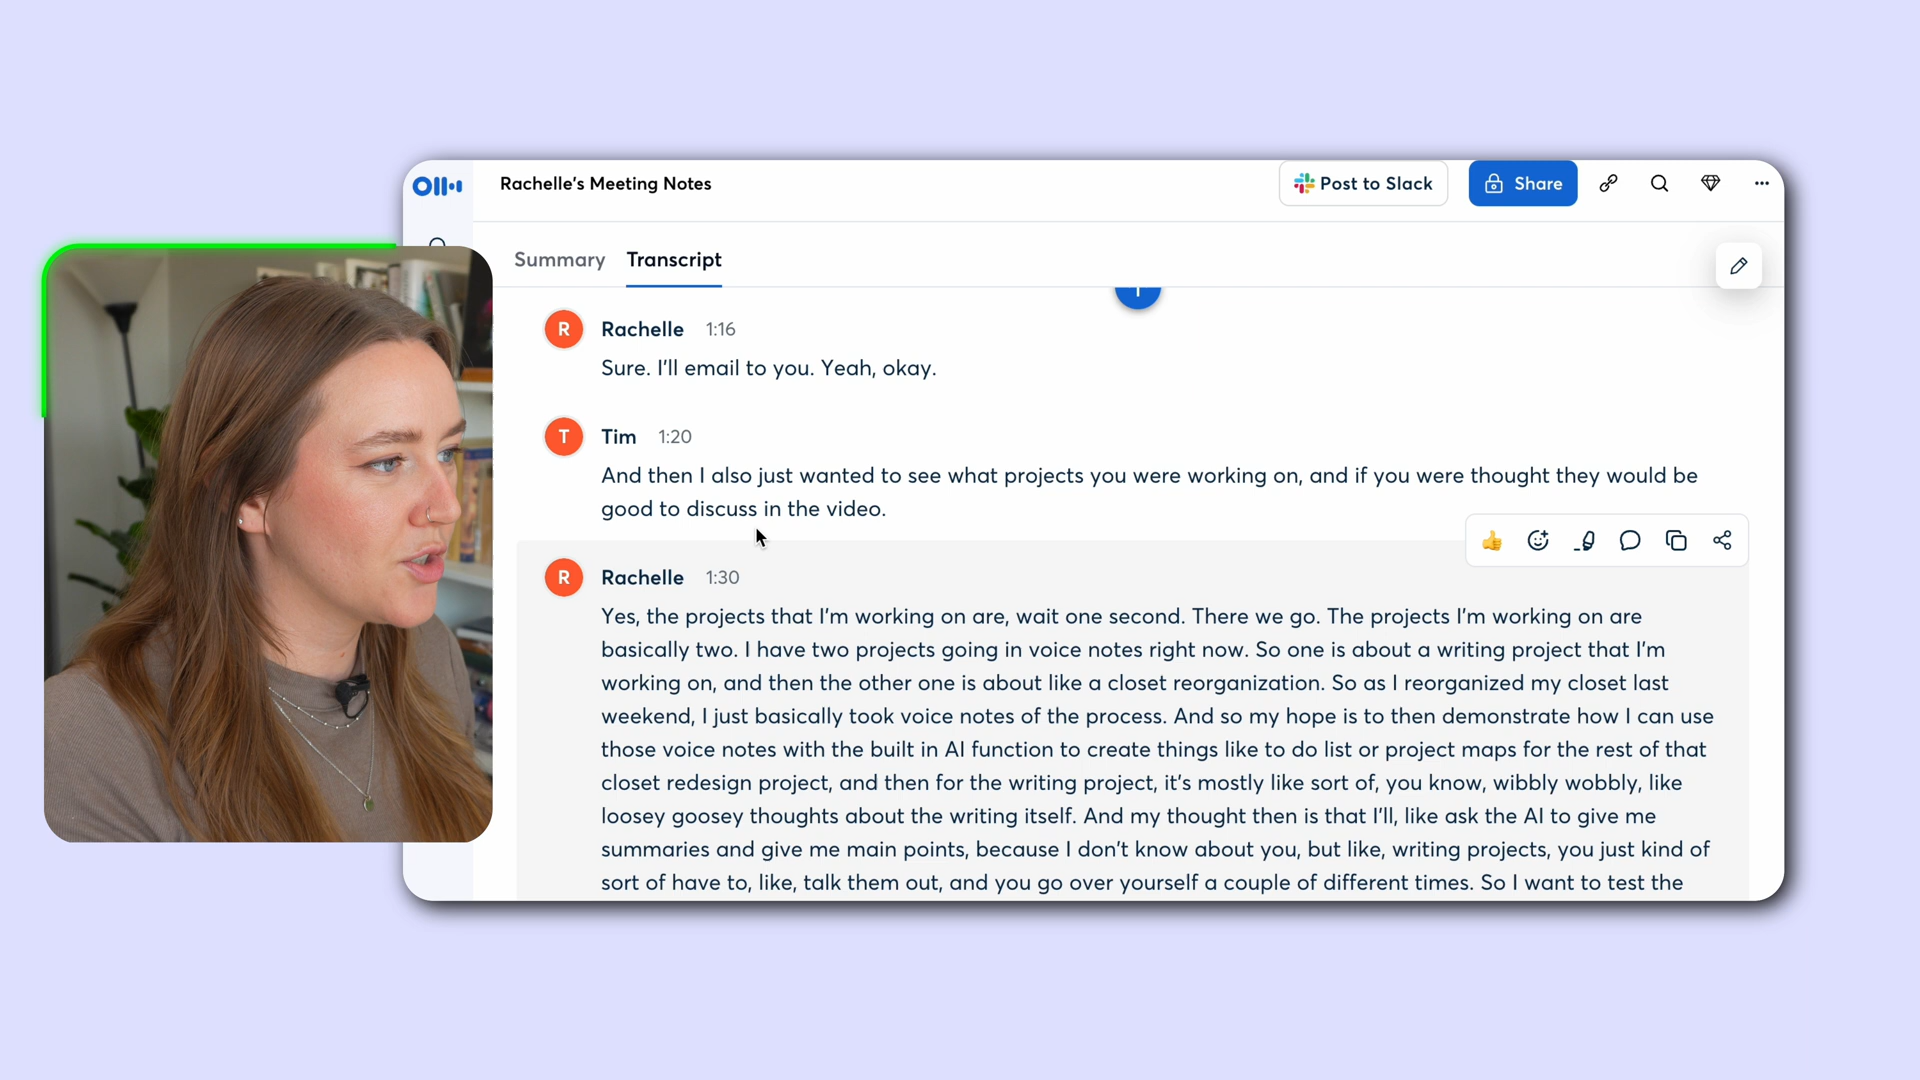 Rachelle's Meeting Notes
Post to Slack
Share
Summary
Transcript
R
Rachelle 1:16
Sure. I'll email to you. Yeah, okay.
T
Tim 1:20
And then I also just wanted to see what projects you were working on, and if you were thought they would be
good to discuss in the video.
R
Rachelle 1:30
Yes, the projects that I'm working on are, wait one second. There we go. The projects I'm working on are
basically two. I have two projects going in voice notes right now. So one is about a writing project that I'm
working on, and then the other one is about like a closet reorganization. So as I reorganized my closet last
weekend, I just basically took voice notes of the process. And so my hope is to then demonstrate how I can use
those voice notes with the built in AI function to create things like to do list or project maps for the rest of that
closet redesign project, and then for the writing project, it's mostly like sort of, you know, wibbly wobbly, like
loosey goosey thoughts about the writing itself. And my thought then is that I'll, like ask the AI to give me
summaries and give me main points, because I don't know about you, but like, writing projects, you just kind of
sort of have to, like, talk them out, and you go over yourself a couple of different times. So I want to test the